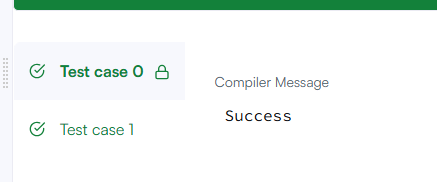 Test case 0
Compiler Message
Success
Test case 1